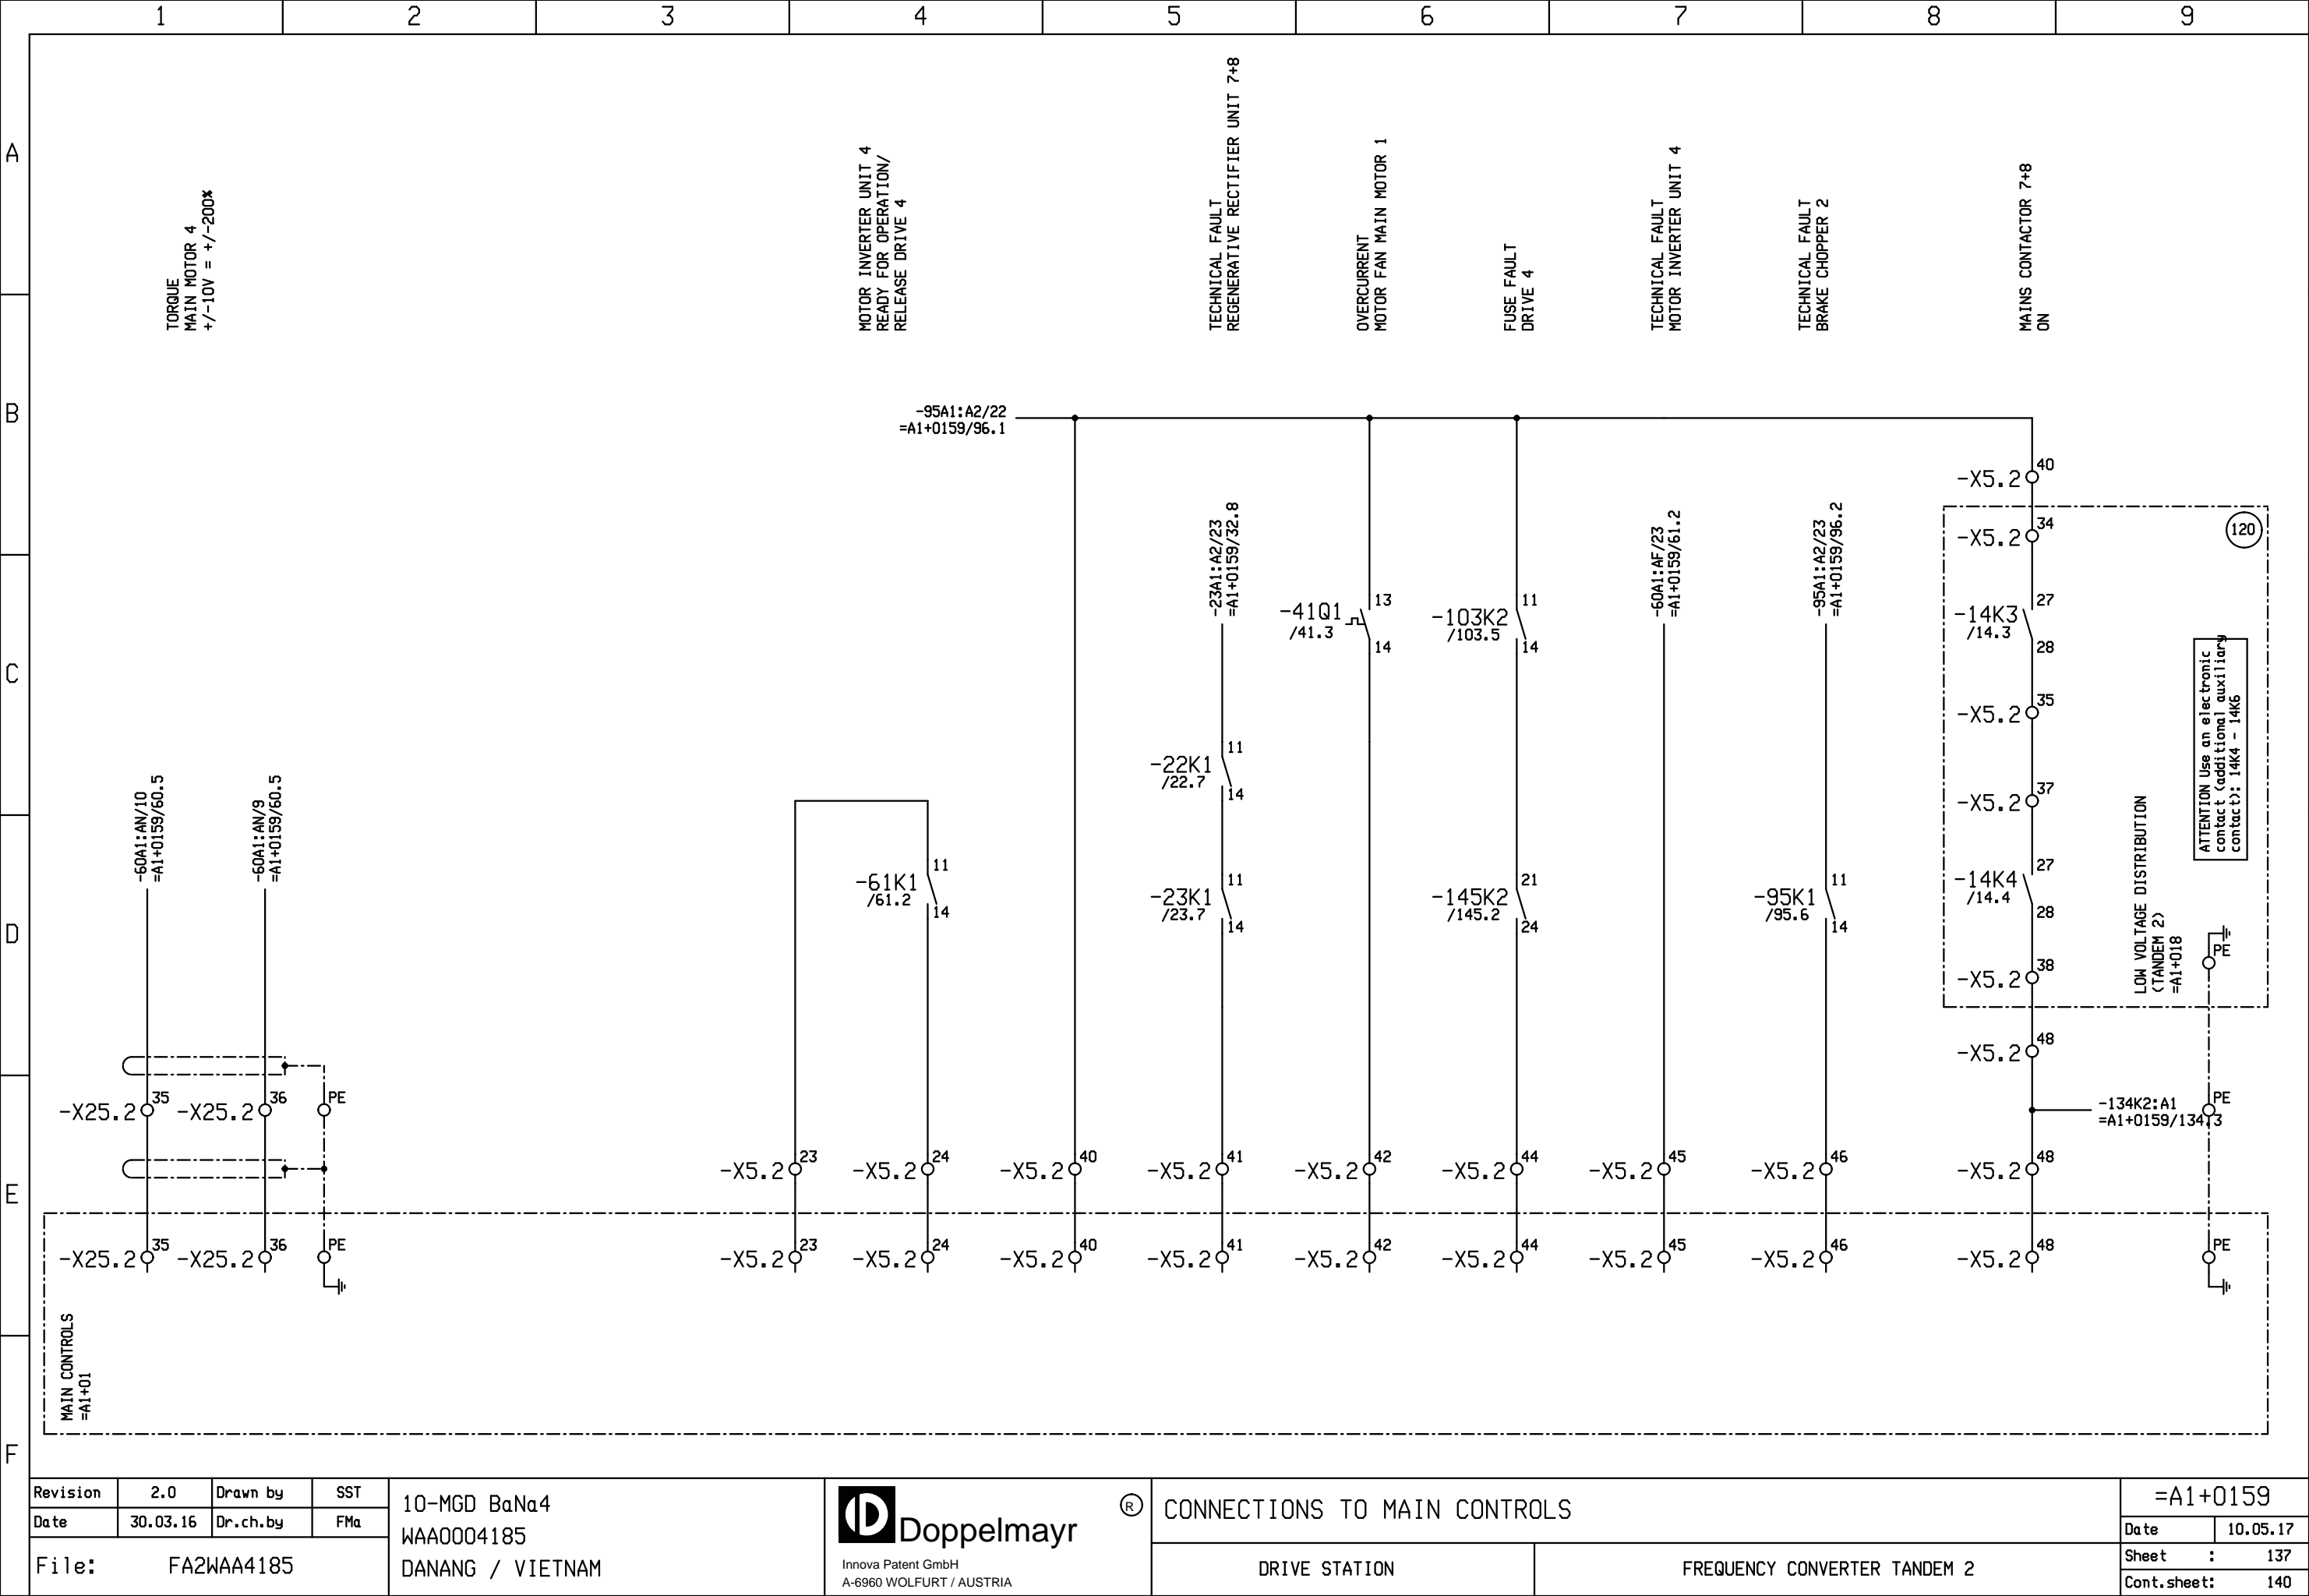 1 2 3 4 5 6 7 8 9
A
B
C
D
E
F
TORQUE
MAIN MOTOR 4
+/-10V = +/-200%
MOTOR INVERTER UNIT 4
READY FOR OPERATION/
RELEASE DRIVE 4
TECHNICAL FAULT
REGENERATIVE RECTIFIER UNIT 7+8
OVERCURRENT
MOTOR FAN MAIN MOTOR 1
FUSE FAULT
DRIVE 4
TECHNICAL FAULT
MOTOR INVERTER UNIT 4
TECHNICAL FAULT
BRAKE CHOPPER 2
MAINS CONTACTOR 7+8
ON
-95A1:A2/22
=A1+0159/96.1
-X5.2 40
-X5.2 34
120
-23A1:A2/23
=A1+0159/32.8
-41Q1
/41.3
13
14
-103K2
/103.5
11
14
-60A1:AF/23
=A1+0159/61.2
-95A1:A2/23
=A1+0159/96.2
-14K3
/14.3
27
28
-X5.2 35
-X5.2 37
ATTENTION Use an electronic
contact (additional auxiliary
contact): 14K4 - 14K6
-22K1
/22.7
11
14
-60A1:AN/10
=A1+0159/60.5
-60A1:AN/9
=A1+0159/60.5
-61K1
/61.2
11
14
-23K1
/23.7
11
14
-145K2
/145.2
21
24
-95K1
/95.6
11
14
-14K4
/14.4
27
28
-X5.2 38
LOW VOLTAGE DISTRIBUTION
(TANDEM 2)
=A1+018
PE
-X5.2 48
-X25.2 35 -X25.2 36 PE
-134K2:A1
=A1+0159/134.3
PE
-X5.2 23 -X5.2 24 -X5.2 40 -X5.2 41 -X5.2 42 -X5.2 44 -X5.2 45 -X5.2 46 -X5.2 48
-X25.2 35 -X25.2 36 PE -X5.2 23 -X5.2 24 -X5.2 40 -X5.2 41 -X5.2 42 -X5.2 44 -X5.2 45 -X5.2 46 -X5.2 48 PE
MAIN CONTROLS
=A1+01
Revision 2.0 Drawn by SST
Date 30.03.16 Dr.ch.by FMa
File: FA2WAA4185
10-MGD BaNa4
WAA0004185
DANANG / VIETNAM
Doppelmayr R
Innova Patent GmbH
A-6960 WOLFURT / AUSTRIA
CONNECTIONS TO MAIN CONTROLS
DRIVE STATION
FREQUENCY CONVERTER TANDEM 2
=A1+0159
Date 10.05.17
Sheet : 137
Cont.sheet: 140